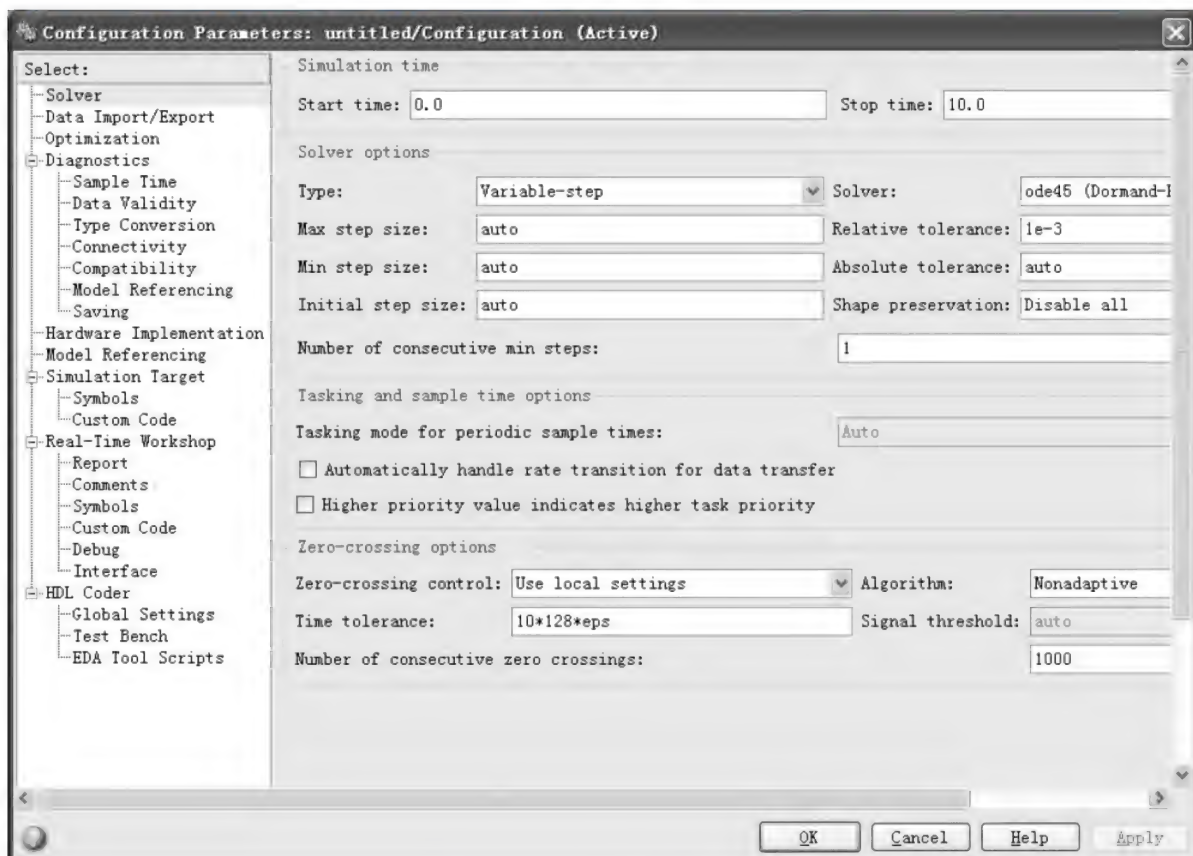 Configuration Parameters: untitled/Configuration (Active)
Select:
Solver
Data Import/Export
Optimization
Diagnostics
Sample Time
Data Validity
Type Conversion
Connectivity
Compatibility
Model Referencing
Saving
Hardware Implementation
Model Referencing
Simulation Target
Symbols
Custom Code
Real-Time Workshop
Report
Comments
Symbols
Custom Code
Debug
Interface
HDL Coder
Global Settings
Test Bench
EDA Tool Scripts
Simulation time
Start time: 0.0 Stop time: 10.0
Solver options
Type: Variable-step Solver: ode45 (Dormand-
Max step size: auto Relative tolerance: 1e-3
Min step size: auto Absolute tolerance: auto
Initial step size: auto Shape preservation: Disable all
Number of consecutive min steps: 1
Tasking and sample time options
Tasking mode for periodic sample times: Auto
Automatically handle rate transition for data transfer
Higher priority value indicates higher task priority
Zero-crossing options
Zero-crossing control: Use local settings Algorithm: Nonadaptive
Time tolerance: 10*128*eps Signal threshold: auto
Number of consecutive zero crossings: 1000
OK Cancel Help Apply